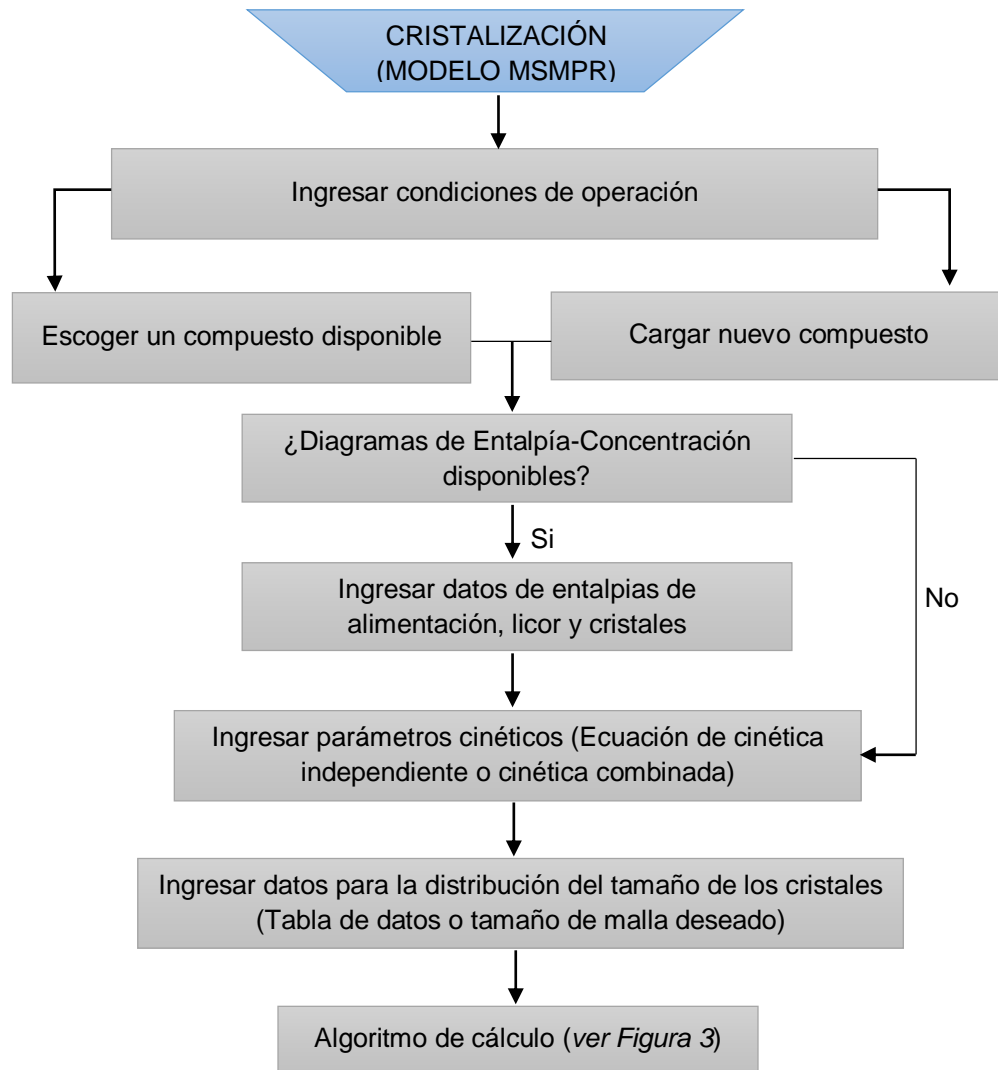 CRISTALIZACIÓN
(MODELO MSMPR)
Ingresar condiciones de operación
Escoger un compuesto disponible
Cargar nuevo compuesto
¿Diagramas de Entalpía-Concentración
disponibles?
Si
Ingresar datos de entalpias de
alimentación, licor y cristales
No
Ingresar parámetros cinéticos (Ecuación de cinética
independiente o cinética combinada)
Ingresar datos para la distribución del tamaño de los cristales
(Tabla de datos o tamaño de malla deseado)
Algoritmo de cálculo (ver Figura 3)